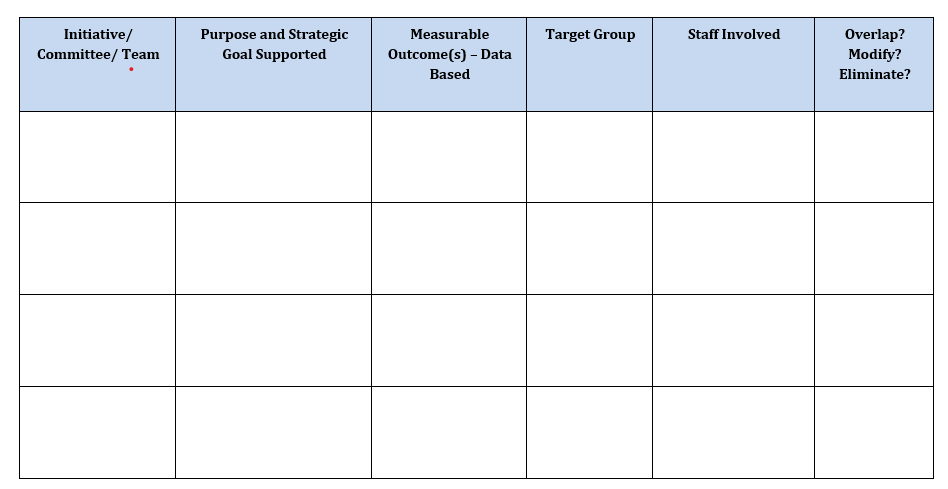 Initiative/
Committee/ Team
Purpose and Strategic
Goal Supported
Measurable
Outcome(s) – Data
Based
Target Group
Staff Involved
Overlap?
Modify?
Eliminate?